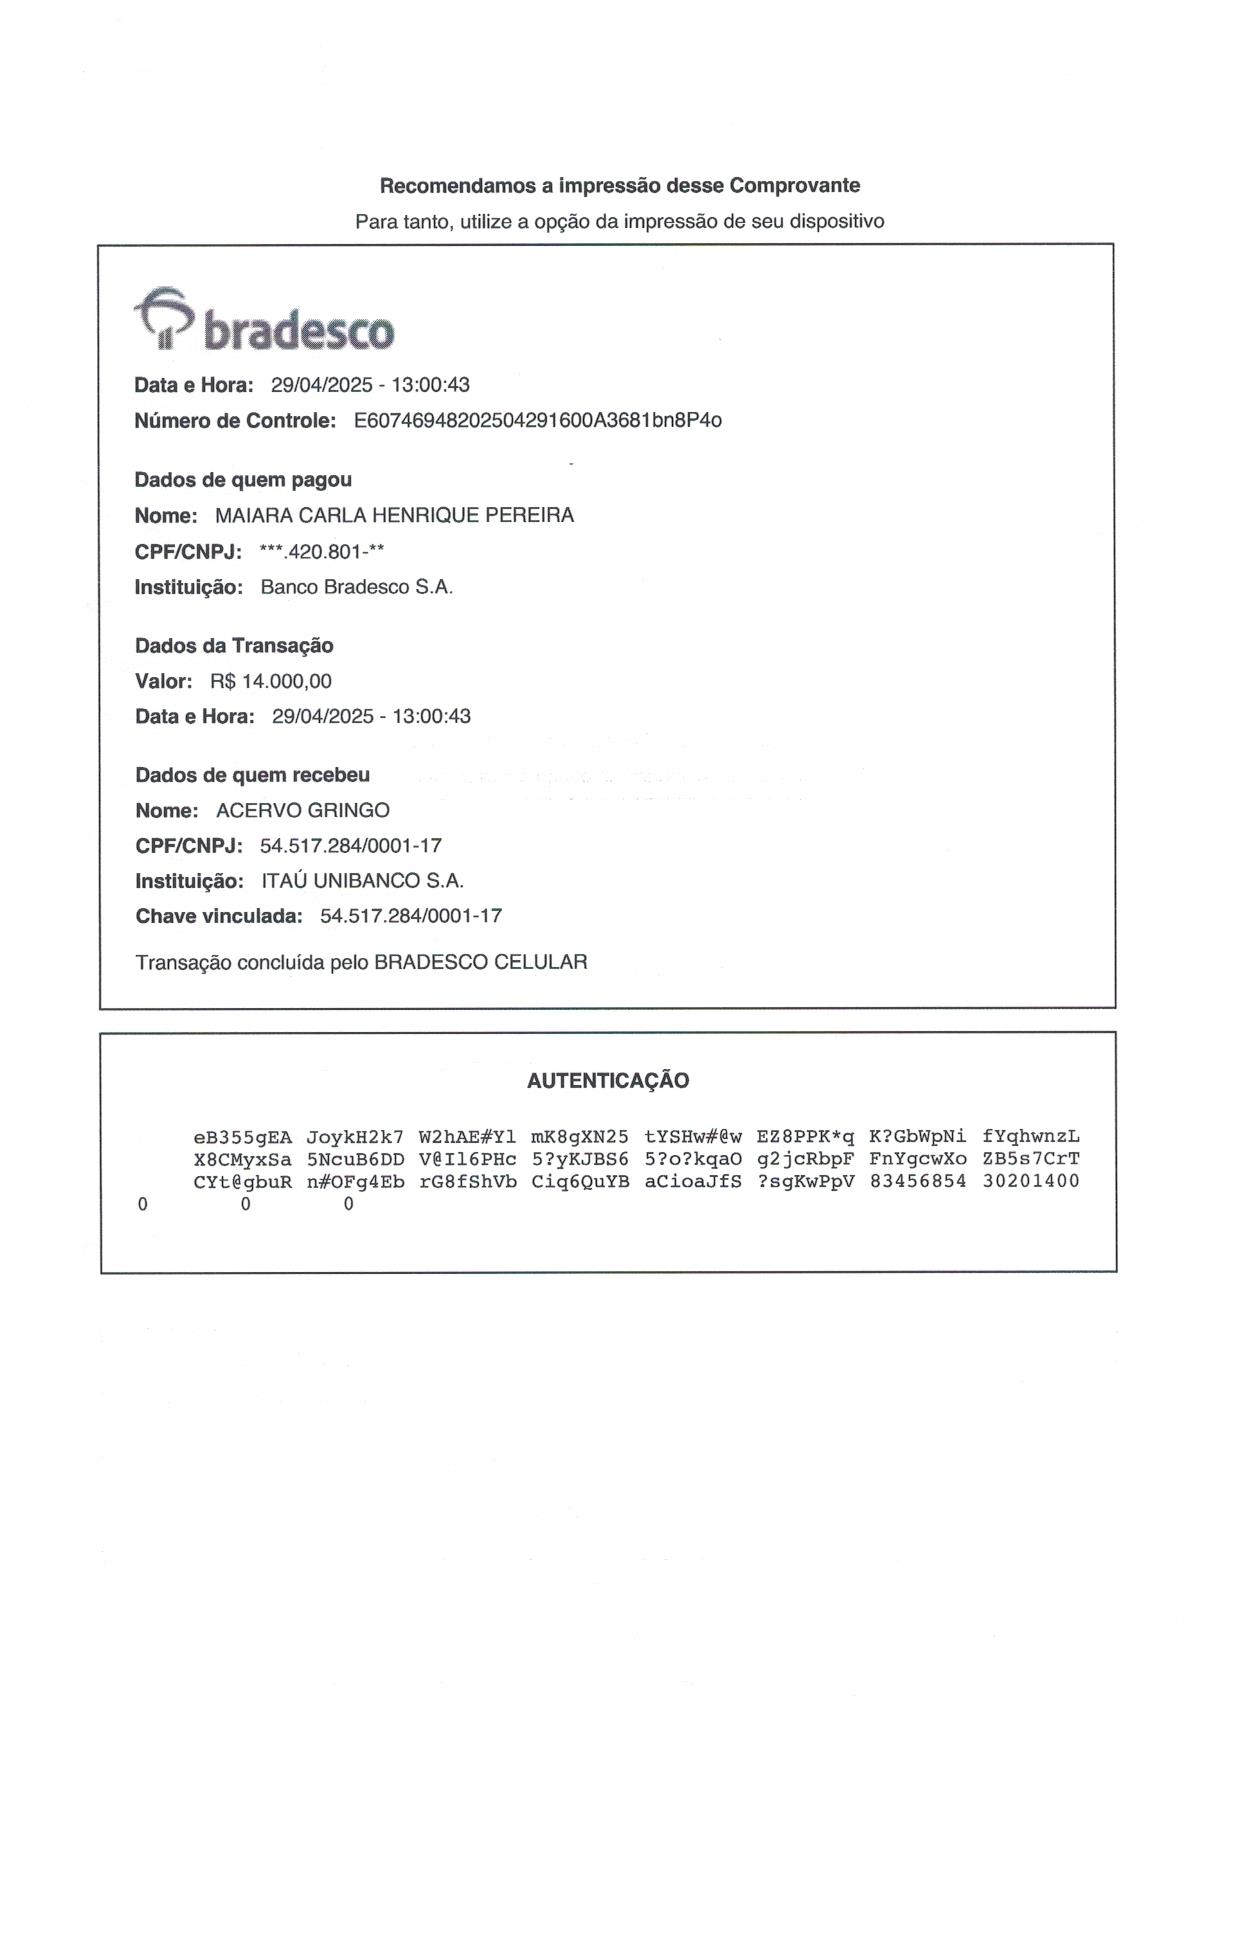 Recomendamos a impressão desse Comprovante
Para tanto, utilize a opção da impressão de seu dispositivo
bradesco
Data e Hora: 29/04/2025 - 13:00:43
Número de Controle: E60746948202504291600A3681bn8P4o
Dados de quem pagou
Nome: MAIARA CARLA HENRIQUE PEREIRA
CPF/CNPJ: ***.420.801-**
Instituição: Banco Bradesco S.A.
Dados da Transação
Valor: R$ 14.000,00
Data e Hora: 29/04/2025 - 13:00:43
Dados de quem recebeu
Nome: ACERVO GRINGO
CPF/CNPJ: 54.517.284/0001-17
Instituição: ITAÚ UNIBANCO S.A.
Chave vinculada: 54.517.284/0001-17
Transação concluída pelo BRADESCO CELULAR
AUTENTICAÇÃO
eB355gEA JoykH2k7 W2hAE#Yl mK8gXN25 tYSHw#@w EZ8PPK*q K?GbWpNi fYqhwnzL
X8CMyxSa 5NcuB6DD V@Il6PHc 5?yKJBS6 5?o?kqaO g2jcRbpF FnYgcwXo ZB5s7CrT
CYt@gbuR n#OFg4Eb rG8fShVb Ciq6QuYB aCioaJfS ?sgKwPpV 83456854 30201400
0 0 0